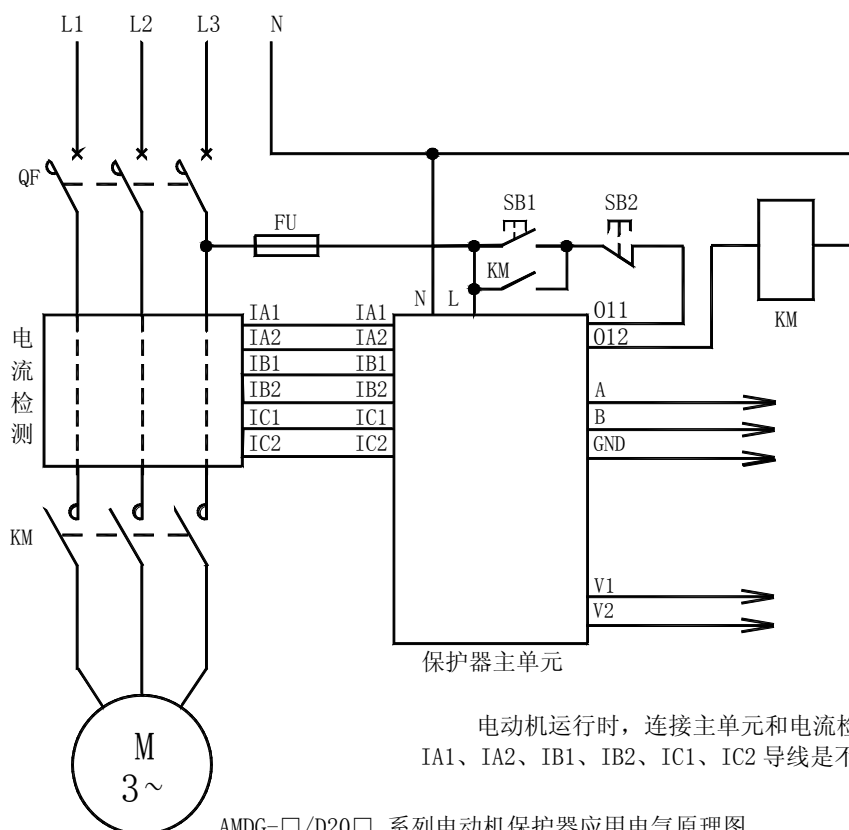 L1 L2 L3 N
QF
SB1 SB2
FU
KM
N L
KM
IA1 IA1 O11
IA2 IA2 O12
IB1 IB1
IB2 IB2 A
IC1 IC1 B
IC2 IC2 GND
电流检测
KM
V1
V2
保护器主单元
电动机运行时，连接主单元和电流检
IA1、IA2、IB1、IB2、IC1、IC2 导线是不
M
3~
AMDG-□/D20□ 系列电动机保护器应用电气原理图